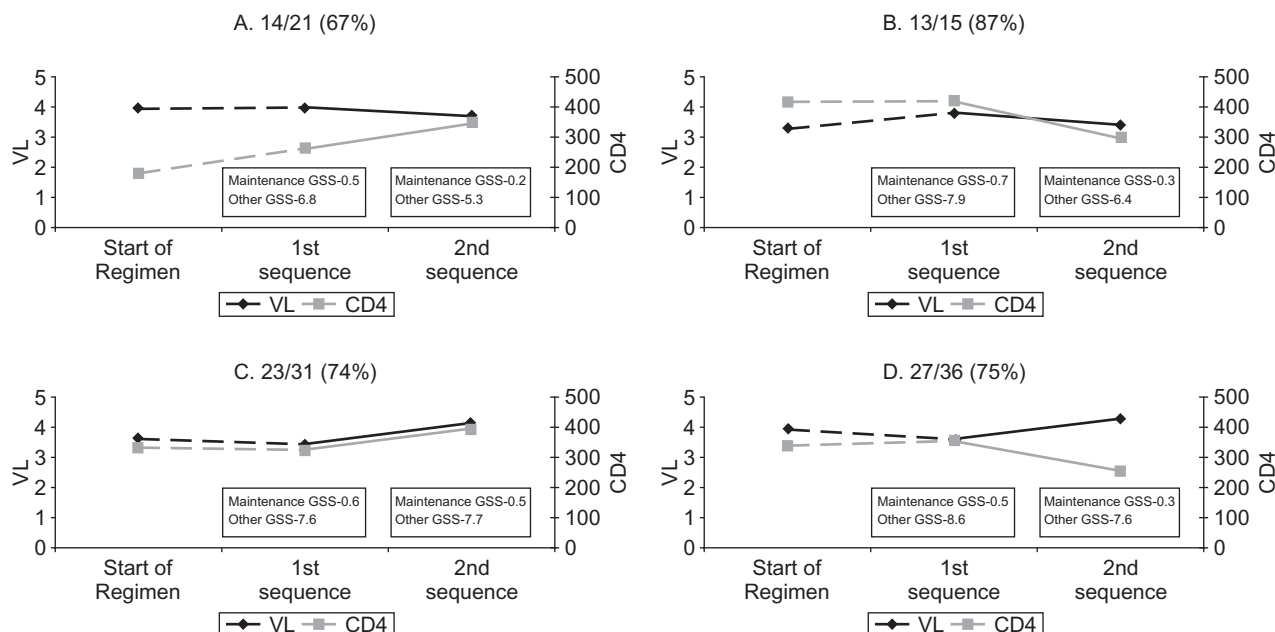 A. 14/21 (67%)
5
4
3
2
1
0
VL
500
400
300
200
100
0
CD4
Maintenance GSS-0.5
Other GSS-6.8
Maintenance GSS-0.2
Other GSS-5.3
Start of
Regimen
1st
sequence
2nd
sequence
VL CD4
B. 13/15 (87%)
5
4
3
2
1
0
VL
500
400
300
200
100
0
CD4
Maintenance GSS-0.7
Other GSS-7.9
Maintenance GSS-0.3
Other GSS-6.4
Start of
Regimen
1st
sequence
2nd
sequence
VL CD4
C. 23/31 (74%)
5
4
3
2
1
0
VL
500
400
300
200
100
0
CD4
Maintenance GSS-0.6
Other GSS-7.6
Maintenance GSS-0.5
Other GSS-7.7
Start of
Regimen
1st
sequence
2nd
sequence
VL CD4
D. 27/36 (75%)
5
4
3
2
1
0
VL
500
400
300
200
100
0
CD4
Maintenance GSS-0.5
Other GSS-8.6
Maintenance GSS-0.3
Other GSS-7.6
Start of
Regimen
1st
sequence
2nd
sequence
VL CD4